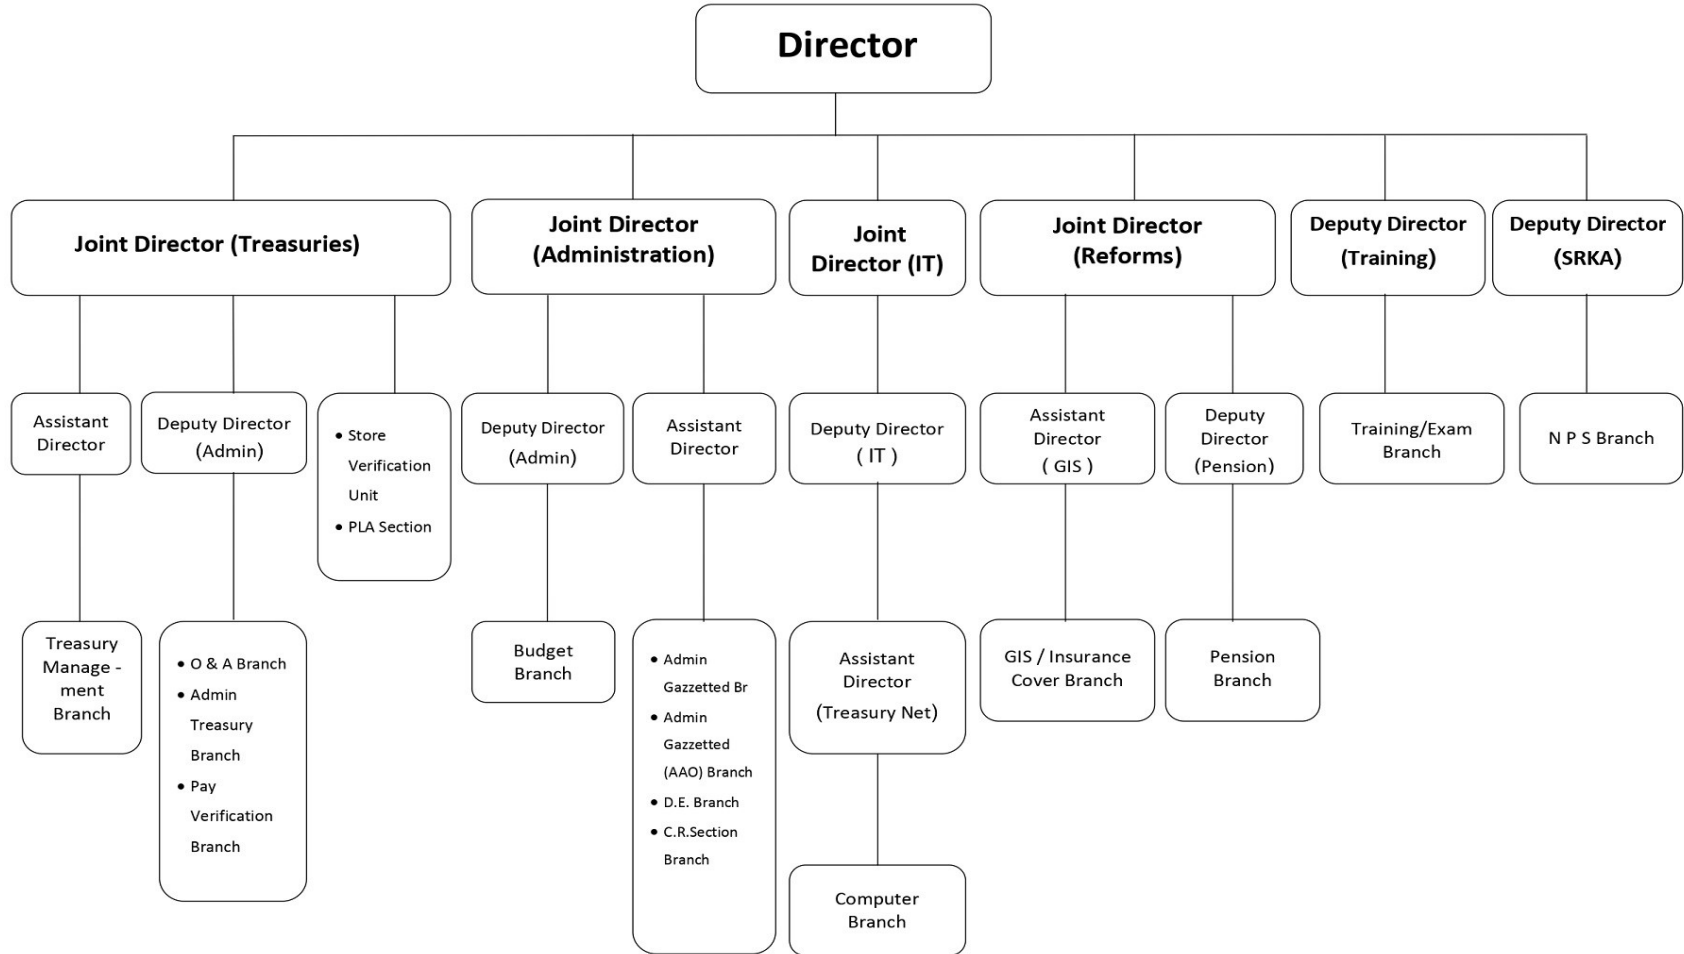 Director
Joint Director (Treasuries)
Joint Director
(Administration)
Joint
Director (IT)
Joint Director
(Reforms)
Deputy Director
(Training)
Deputy Director
(SRKA)
Assistant
Director
Deputy Director
(Admin)
• Store
Verification
Unit
• PLA Section
Deputy Director
(Admin)
Assistant
Director
Deputy Director
( IT )
Assistant
Director
( GIS )
Deputy
Director
(Pension)
Training/Exam
Branch
N P S Branch
Treasury
Manage -
ment
Branch
• O & A Branch
• Admin
Treasury
Branch
• Pay
Verification
Branch
Budget
Branch
• Admin
Gazzetted Br
• Admin
Gazzetted
(AAO) Branch
• D.E. Branch
• C.R.Section
Branch
Assistant
Director
(Treasury Net)
GIS / Insurance
Cover Branch
Pension
Branch
Computer
Branch